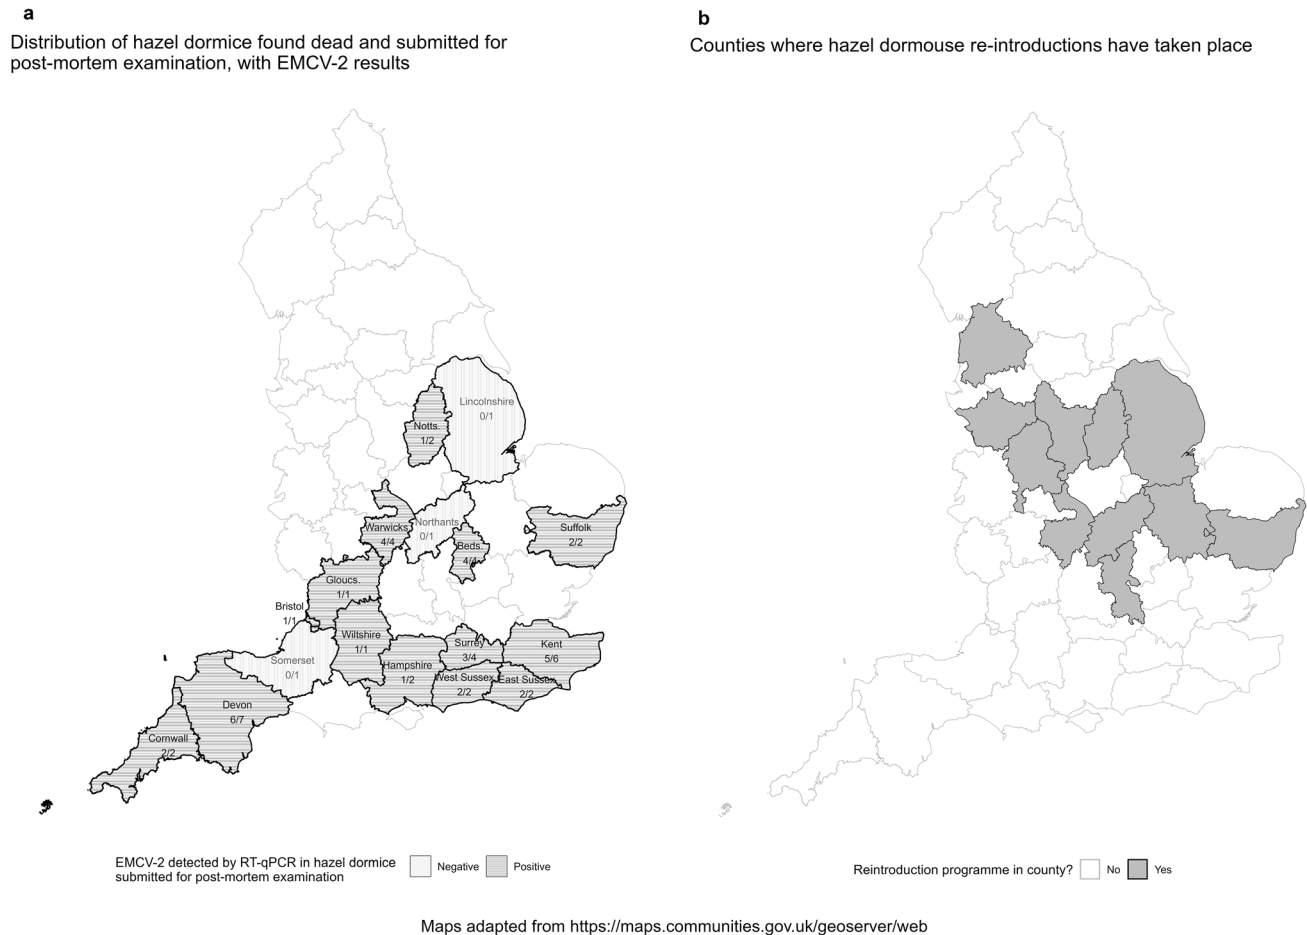 a
Distribution of hazel dormice found dead and submitted for
post-mortem examination, with EMCV-2 results
Lincolnshire
0/1
Notts.
1/2
Northants
0/1
Warwicks
4/4
Beds.
4/4
Suffolk
2/2
Gloucs.
1/1
Bristol
1/1
Wiltshire
1/1
Somerset
0/1
Hampshire
1/2
Surrey
3/4
Kent
5/6
West Sussex
2/2
East Sussex
2/2
Devon
6/7
Cornwall
2/2
EMCV-2 detected by RT-qPCR in hazel dormice
submitted for post-mortem examination
Negative
Positive
b
Counties where hazel dormouse re-introductions have taken place
Reintroduction programme in county?
No
Yes
Maps adapted from https://maps.communities.gov.uk/geoserver/web